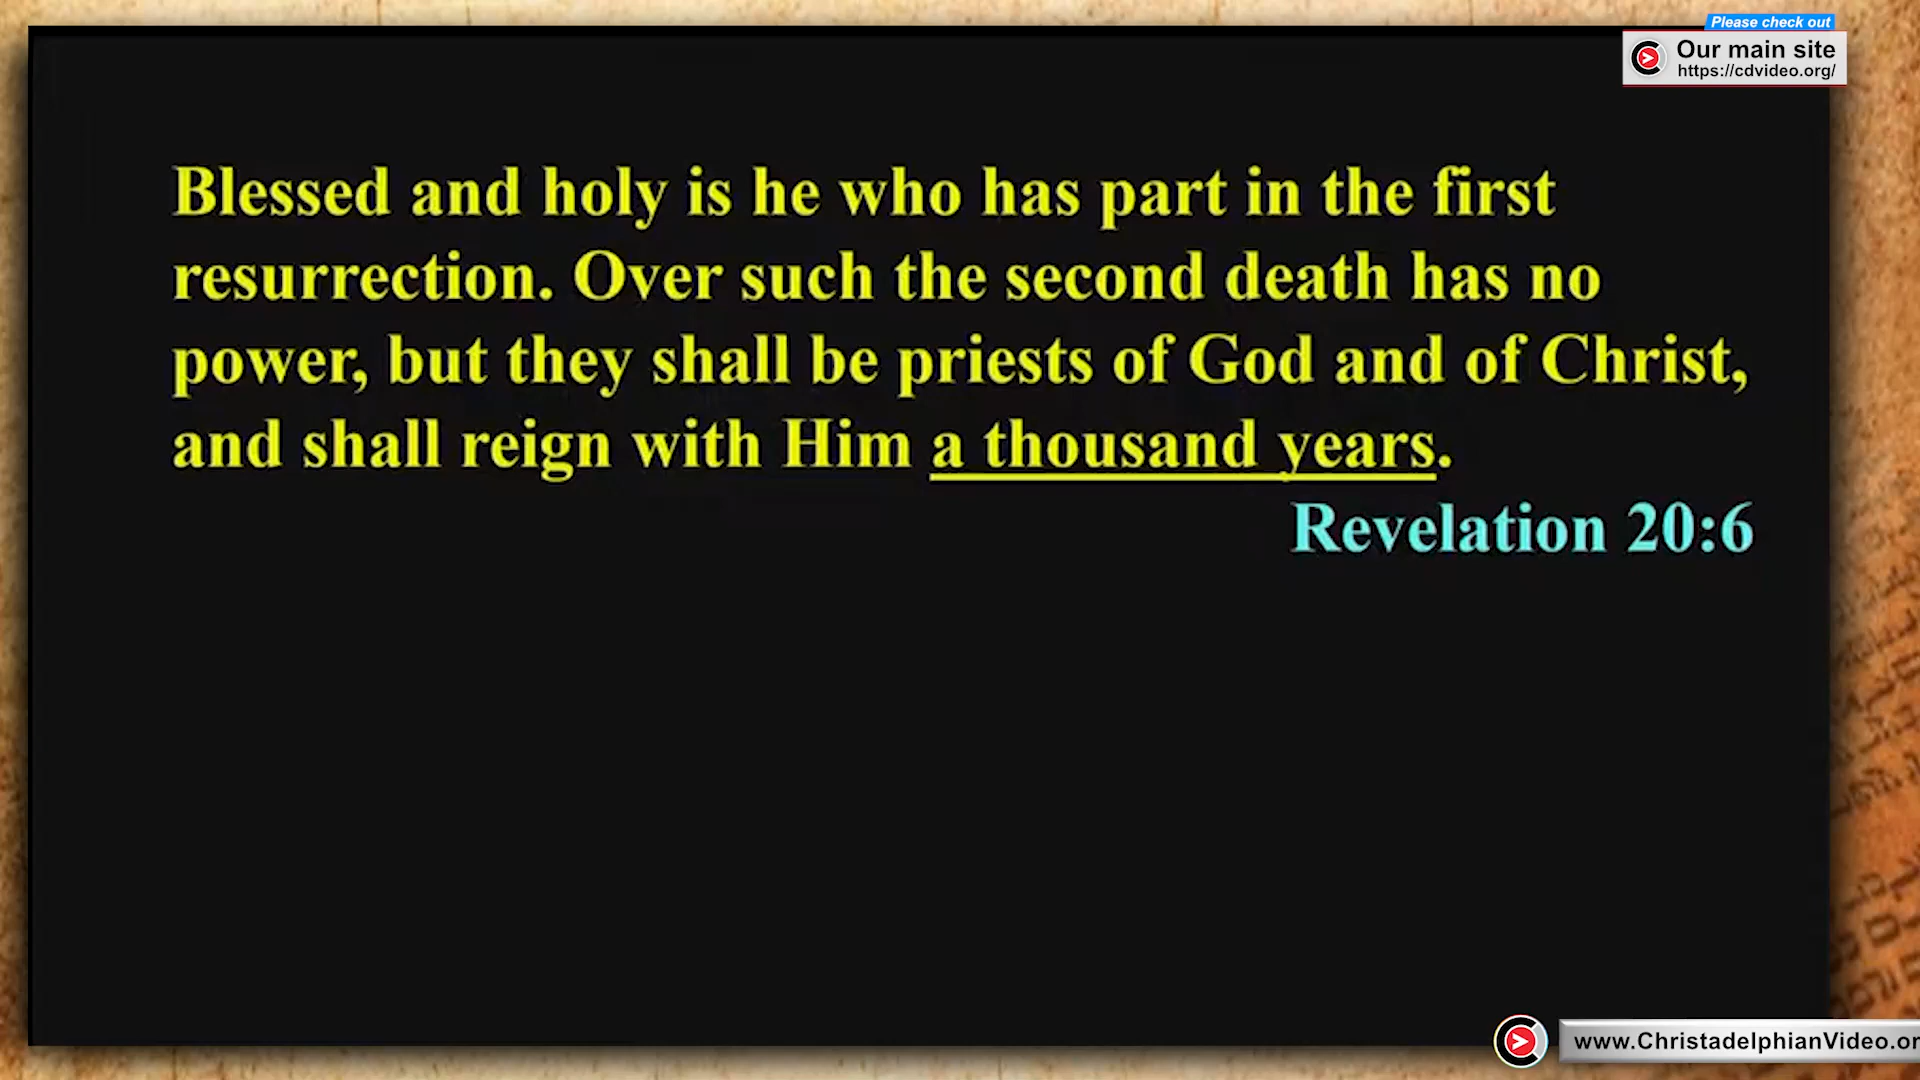 Please check out
Our main site
https://cdvideo.org/
Blessed and holy is he who has part in the first
resurrection. Over such the second death has no
power, but they shall be priests of God and of Christ,
and shall reign with Him a thousand years.
Revelation 20:6
www.ChristadelphianVideo.or